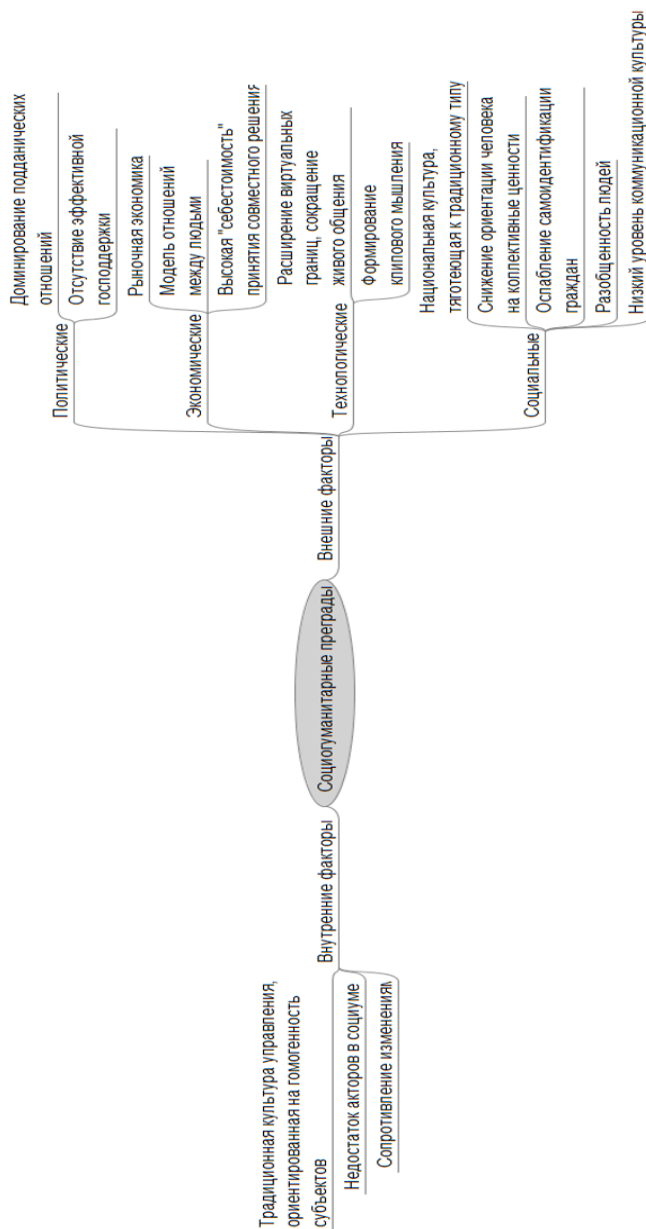 Традиционная культура управления,
ориентированная на гомогенность
субъектов
Недостаток акторов в социуме
Сопротивление изменениям
Внутренние факторы
Социогуманитарные преграды
Внешние факторы
Политические
Доминирование подданических
отношений
Отсутствие эффективной
господдержки
Экономические
Рыночная экономика
Модель отношений
между людьми
Высокая "себестоимость"
принятия совместного решения
Технологические
Расширение виртуальных
границ, сокращение
живого общения
Формирование
клипового мышления
Социальные
Национальная культура,
тяготеющая к традиционному типу
Снижение ориентации человека
на коллективные ценности
Ослабление самоидентификации
граждан
Разобщенность людей
Низкий уровень коммуникационной культуры